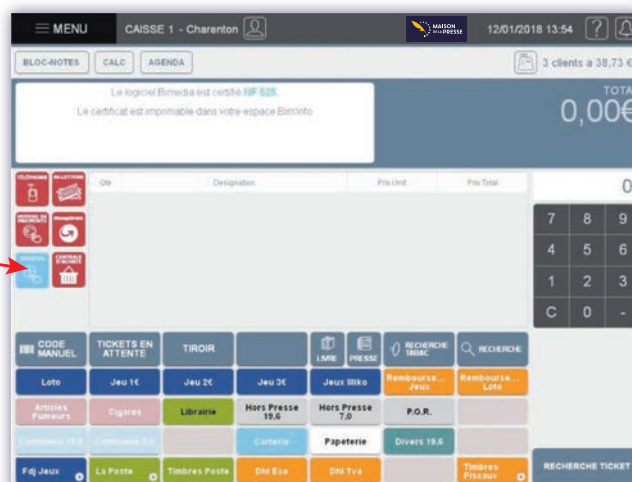 MENU
CAISSE 1 - Charenton
MAISON DE LA PRESSE
12/01/2018 13:54
?
BLOC-NOTES
CALC
AGENDA
3 clients a 38,73 €
Le logiciel Bimedia est certifié NF 525.
Le certificat est imprimable dans votre espace Bim'info
TOTA
0,00€
TÉLÉPHONIE
BILLETTERIE
Qte
Designation
Prix Unit.
Prix Total
0
7 8 9
4 5 6
1 2 3
C 0 -
CENTRALE D'ACHATS
CODE MANUEL
TICKETS EN ATTENTE
TIROIR
LIVRE
PRESSE
RECHERCHE TABAC
RECHERCHE
Loto
Jeu 1€
Jeu 2€
Jeu 3€
Jeux Illiko
Rembourse... Jeux
Rembourse... Loto
Articles Fumeurs
Cigares
Librairie
Hors Presse 19,6
Hors Presse 7,0
P.O.R.
Carterie
Papeterie
Divers 19,6
Fdj Jeux
La Poste
Timbres Poste
Dhl Exo
Dhl Tva
Timbres Fiscaux
RECHERCHE TICKET